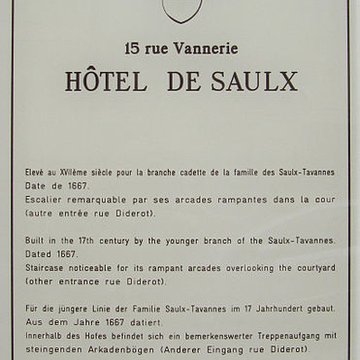 15 rue Vannerie
HÔTEL DE SAULX
Elevé au XVIIème siècle pour la branche cadette de la famille des Saulx-Tavannes
Date de 1667.
Escalier remarquable par ses arcades rampantes dans la cour
(autre entrée rue Diderot).
Built in the 17th century by the younger branch of the Saulx-Tavannes.
Dated 1667.
Staircase noticeable for its rampant arcades overlooking the courtyard
(other entrance rue Diderot).
Für die jüngere Linie der Familie Saulx-Tavannes im 17 Jahrhundert gebaut.
Aus dem Jahre 1667 datiert.
Innerhalb des Hofes befindet sich ein bemerkenswerter Treppenaufgang mit
steingenden Arkadenbögen (Anderer Eingang rue Diderot).